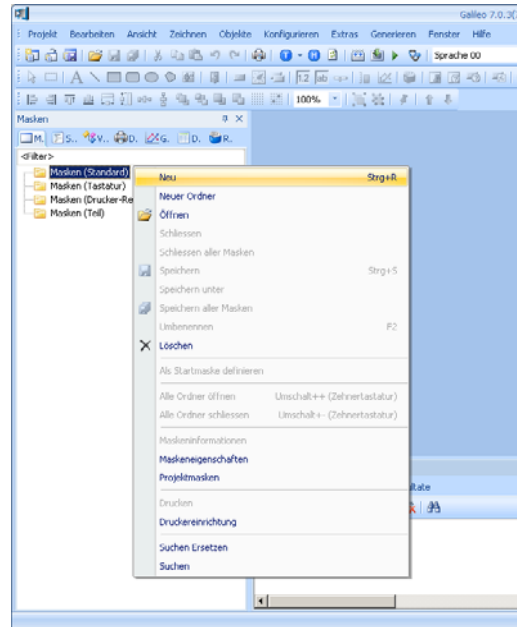 Galileo 7.0.3(
Projekt Bearbeiten Ansicht Zeichnen Objekte Konfigurieren Extras Generieren Fenster Hilfe
Sprache 00
100%
Masken
M. S.. V.. D. G. D. R..
<Filter>
Masken (Standard)
Masken (Tastatur)
Masken (Drucker-Re
Masken (Teil)
Neu Strg+R
Neuer Ordner
Öffnen
Schliessen
Schliessen aller Masken
Speichern Strg+S
Speichern unter
Speichern aller Masken
Umbenennen F2
Löschen
Als Startmaske definieren
Alle Ordner öffnen Umschalt++ (Zehnertastatur)
Alle Ordner schliessen Umschalt+- (Zehnertastatur)
Maskeninformationen
Maskeneigenschaften
Projektmasken
Drucken
Druckereinrichtung
Suchen Ersetzen
Suchen
ltate